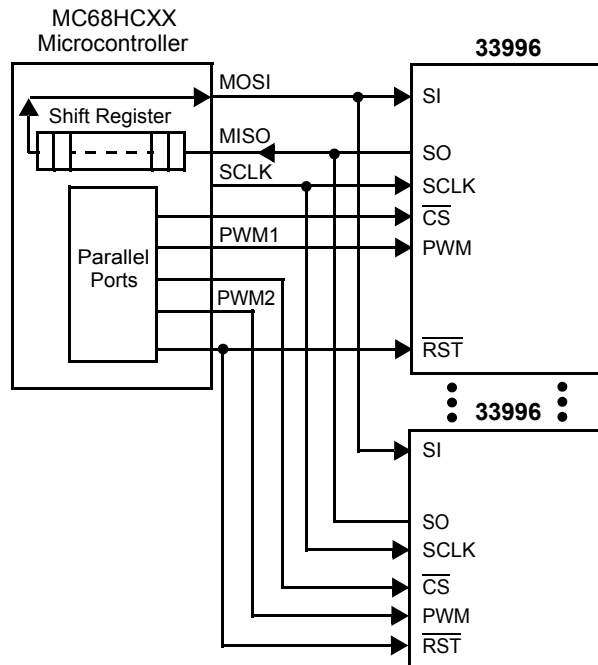 MC68HCXX
Microcontroller
33996
MOSI
SI
Shift Register
MISO
SO
SCLK
SCLK
CS
PWM1
PWM
Parallel
Ports
PWM2
RST
33996
SI
SO
SCLK
CS
PWM
RST